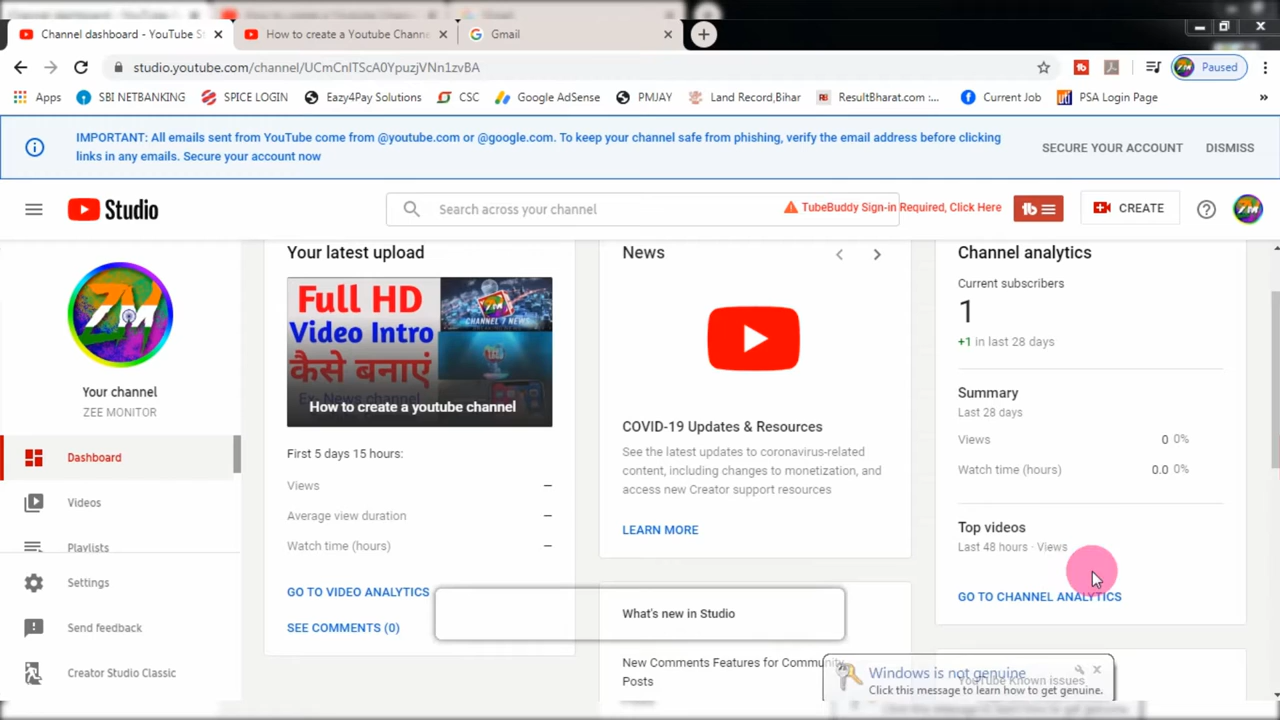 Channel dashboard - YouTube S
How to create a Youtube Chann
Gmail
studio.youtube.com/channel/UCmCnITScA0YpuzjVNn1zvBA
Paused
Apps
SBI NETBANKING
SPICE LOGIN
Eazy4Pay Solutions
CSC
Google AdSense
PMJAY
Land Record,Bihar
ResultBharat.com :...
Current Job
PSA Login Page
IMPORTANT: All emails sent from YouTube come from @youtube.com or @google.com. To keep your channel safe from phishing, verify the email address before clicking
links in any emails. Secure your account now
SECURE YOUR ACCOUNT
DISMISS
Studio
Search across your channel
TubeBuddy Sign-in Required, Click Here
tb
CREATE
ZM
Your channel
ZEE MONITOR
Dashboard
Videos
Playlists
Settings
Send feedback
Creator Studio Classic
Your latest upload
Full HD
Video Intro
कैसे बनाएं
CHANNEL 7 NEWS
How to create a youtube channel
First 5 days 15 hours:
Views –
Average view duration –
Watch time (hours) –
GO TO VIDEO ANALYTICS
SEE COMMENTS (0)
News
COVID-19 Updates & Resources
See the latest updates to coronavirus-related
content, including changes to monetization, and
access new Creator support resources
LEARN MORE
What's new in Studio
New Comments Features for Community
Posts
Channel analytics
Current subscribers
1
+1 in last 28 days
Summary
Last 28 days
Views 0 0%
Watch time (hours) 0.0 0%
Top videos
Last 48 hours · Views
GO TO CHANNEL ANALYTICS
YouTube Known issues
Windows is not genuine
Click this message to learn how to get genuine.